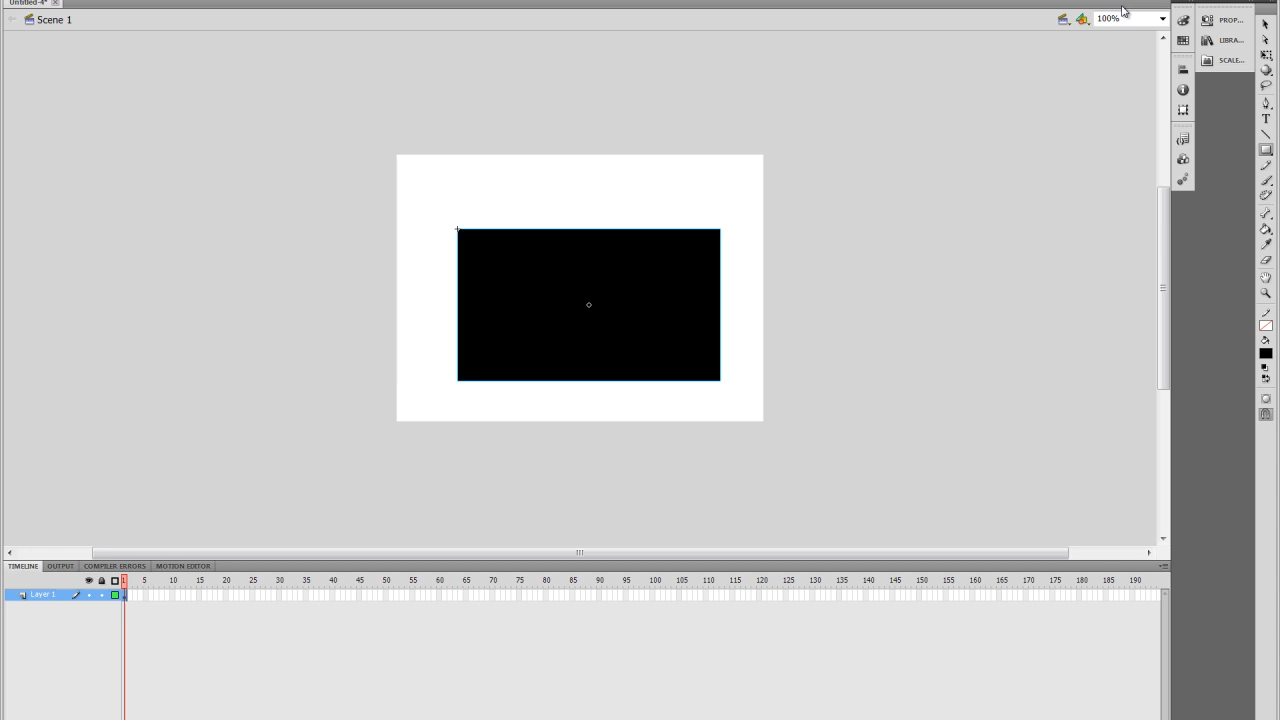 Untitled-4*
Scene 1
100%
PROP...
LIBRA...
SCALE...
TIMELINE OUTPUT COMPILER ERRORS MOTION EDITOR
1 5 10 15 20 25 30 35 40 45 50 55 60 65 70 75 80 85 90 95 100 105 110 115 120 125 130 135 140 145 150 155 160 165 170 175 180 185 190
Layer 1